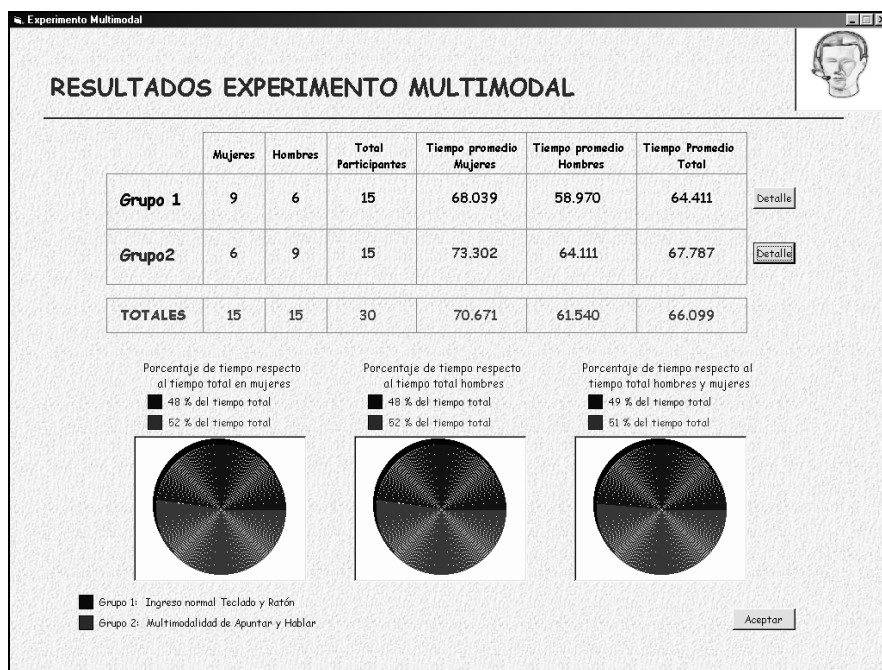 Experimento Multimodal
RESULTADOS EXPERIMENTO MULTIMODAL
Mujeres Hombres Total Participantes Tiempo promedio Mujeres Tiempo promedio Hombres Tiempo Promedio Total
Grupo 1 9 6 15 68.039 58.970 64.411 Detalle
Grupo2 6 9 15 73.302 64.111 67.787 Detalle
TOTALES 15 15 30 70.671 61.540 66.099
Porcentaje de tiempo respecto
al tiempo total en mujeres
48 % del tiempo total
52 % del tiempo total
Porcentaje de tiempo respecto
al tiempo total hombres
48 % del tiempo total
52 % del tiempo total
Porcentaje de tiempo respecto al
tiempo total hombres y mujeres
49 % del tiempo total
51 % del tiempo total
Grupo 1: Ingreso normal Teclado y Ratón
Grupo 2: Multimodalidad de Apuntar y Hablar
Aceptar